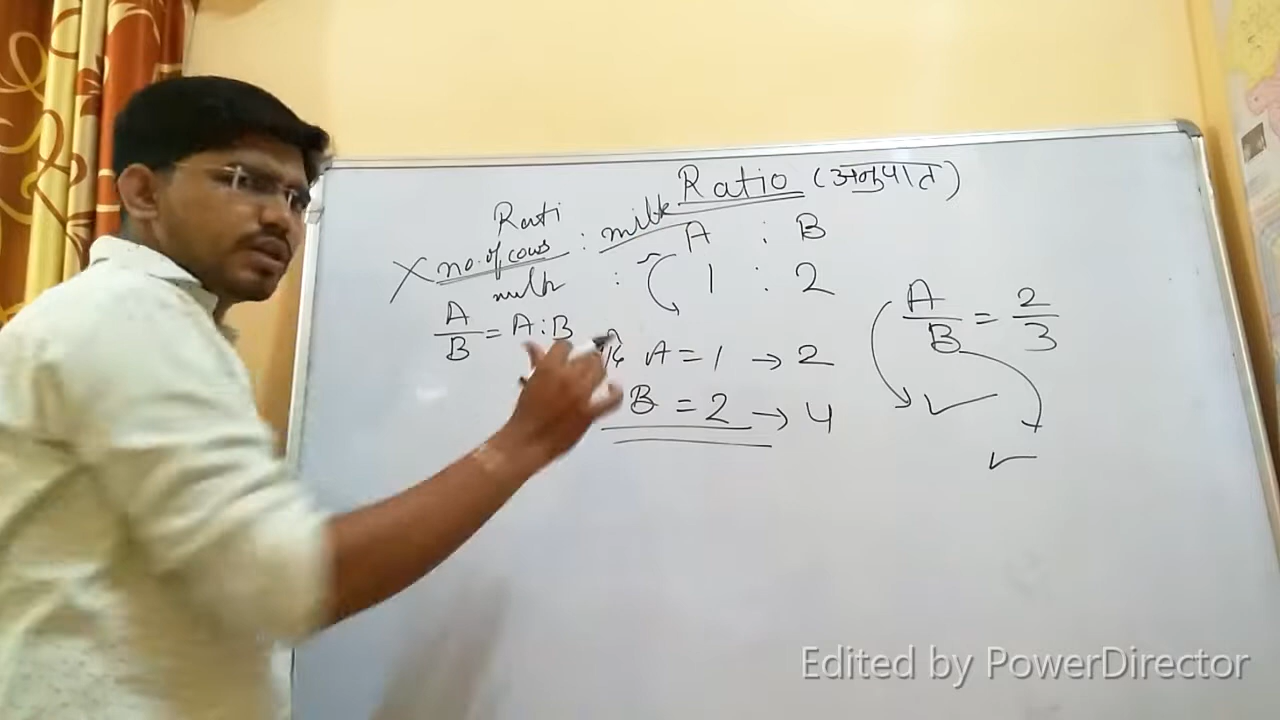 Ratio (अनुपात)
Rati
no. of cows : milk
milk :
A : B
1 : 2
A/B = A:B
A = 1 → 2
B = 2 → 4
A/B = 2/3
Edited by PowerDirector